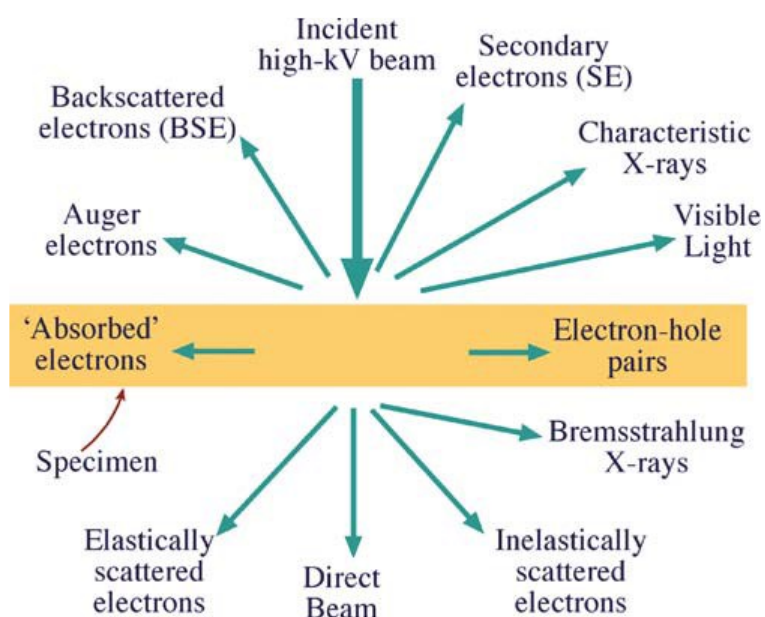 Incident
high-kV beam
Secondary
electrons (SE)
Backscattered
electrons (BSE)
Characteristic
X-rays
Auger
electrons
Visible
Light
‘Absorbed’
electrons
Electron-hole
pairs
Specimen
Bremsstrahlung
X-rays
Elastically
scattered
electrons
Direct
Beam
Inelastically
scattered
electrons